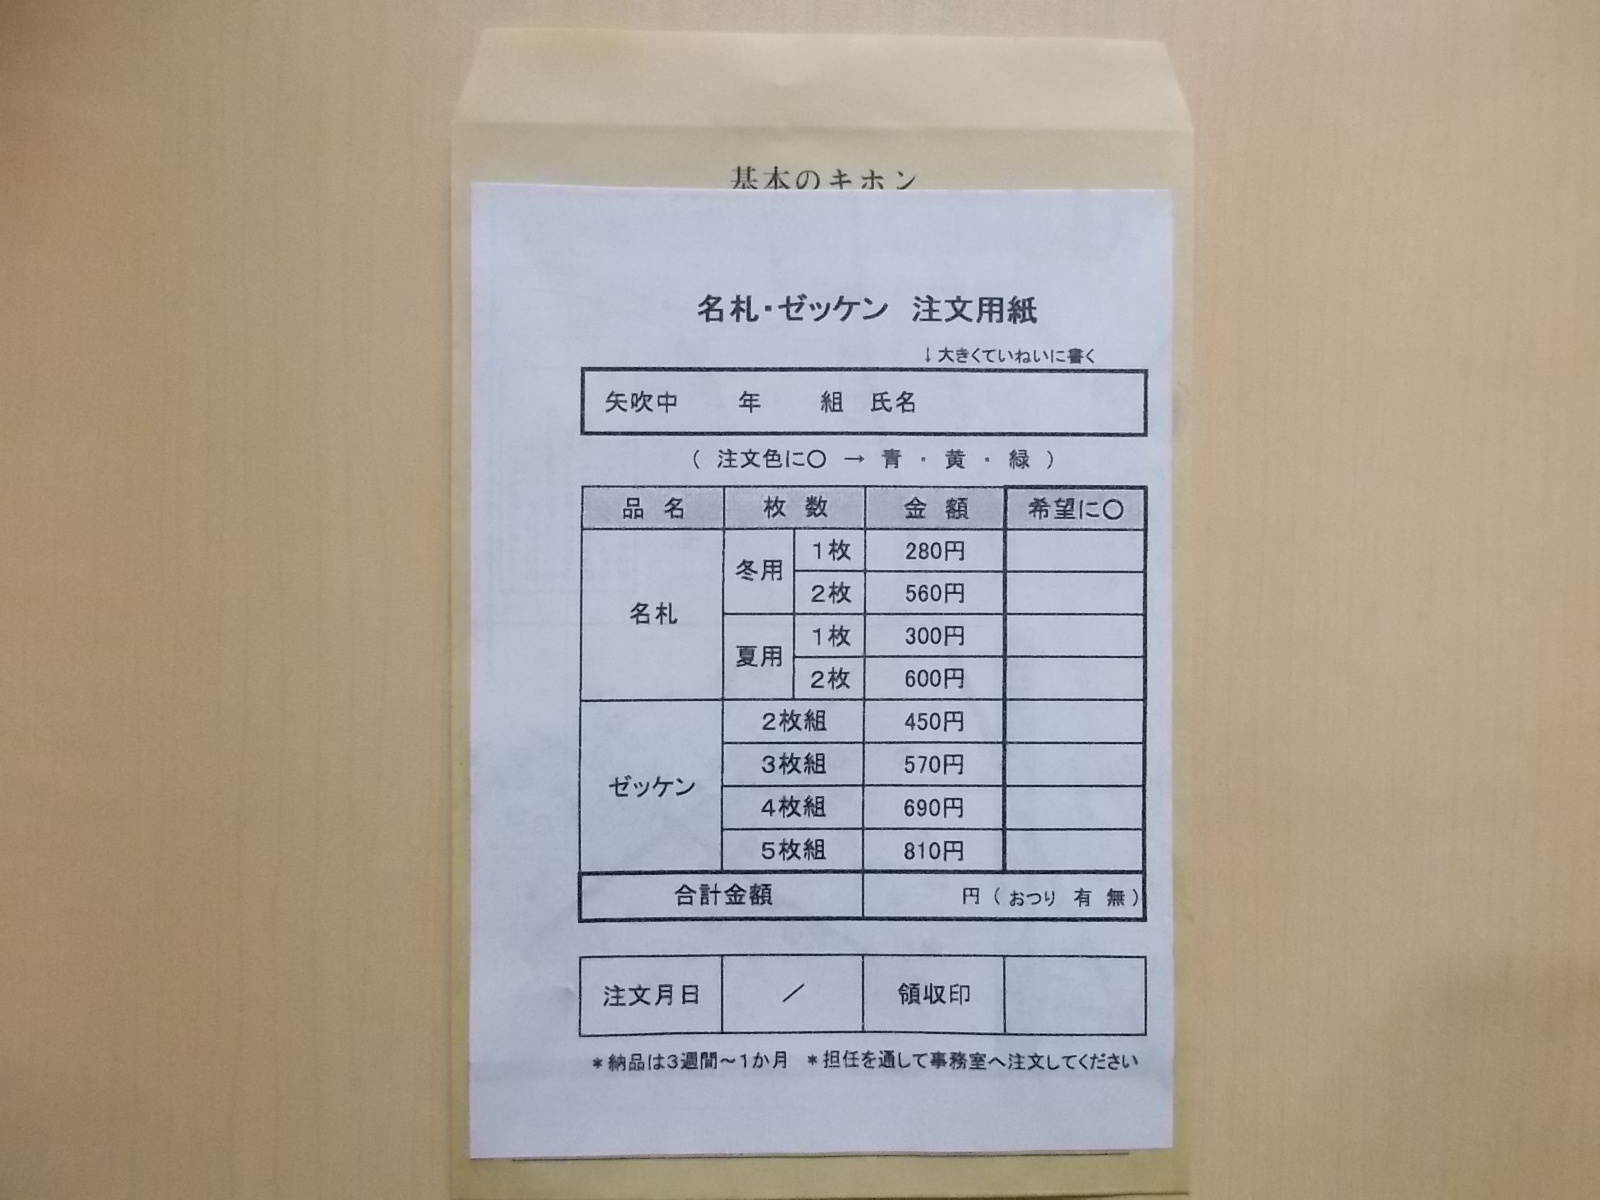 基本のキホン
名札・ゼッケン 注文用紙
↓大きくていねいに書く
矢吹中 年 組 氏名
( 注文色に〇 → 青 ・ 黄 ・ 緑 )
品 名 枚 数 金 額 希望に〇
名札 冬用 1枚 280円
2枚 560円
夏用 1枚 300円
2枚 600円
ゼッケン 2枚組 450円
3枚組 570円
4枚組 690円
5枚組 810円
合計金額 円 ( おつり 有 無 )
注文月日 / 領収印
*納品は3週間~1か月 *担任を通して事務室へ注文してください